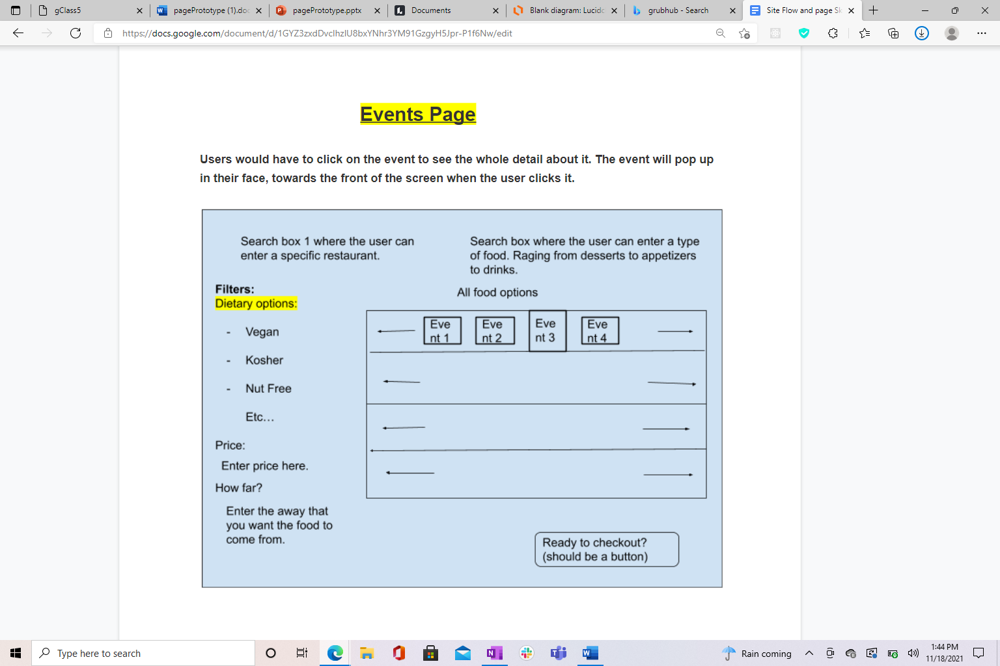 gClass5
pagePrototype (1).doc
pagePrototype.pptx
Documents
Blank diagram: Lucidc
grubhub - Search
Site Flow and page Sk
https://docs.google.com/document/d/1GYZ3zxdDvclhzlU8bxYNhr3YM91GzgyH5Jpr-P1f6Nw/edit
Events Page
Users would have to click on the event to see the whole detail about it. The event will pop up
in their face, towards the front of the screen when the user clicks it.
Search box 1 where the user can
enter a specific restaurant.
Search box where the user can enter a type
of food. Raging from desserts to appetizers
to drinks.
Filters:
Dietary options:
- Vegan
- Kosher
- Nut Free
Etc...
Price:
Enter price here.
How far?
Enter the away that
you want the food to
come from.
All food options
Eve
nt 1
Eve
nt 2
Eve
nt 3
Eve
nt 4
Ready to checkout?
(should be a button)
Type here to search
Rain coming
1:44 PM
11/18/2021